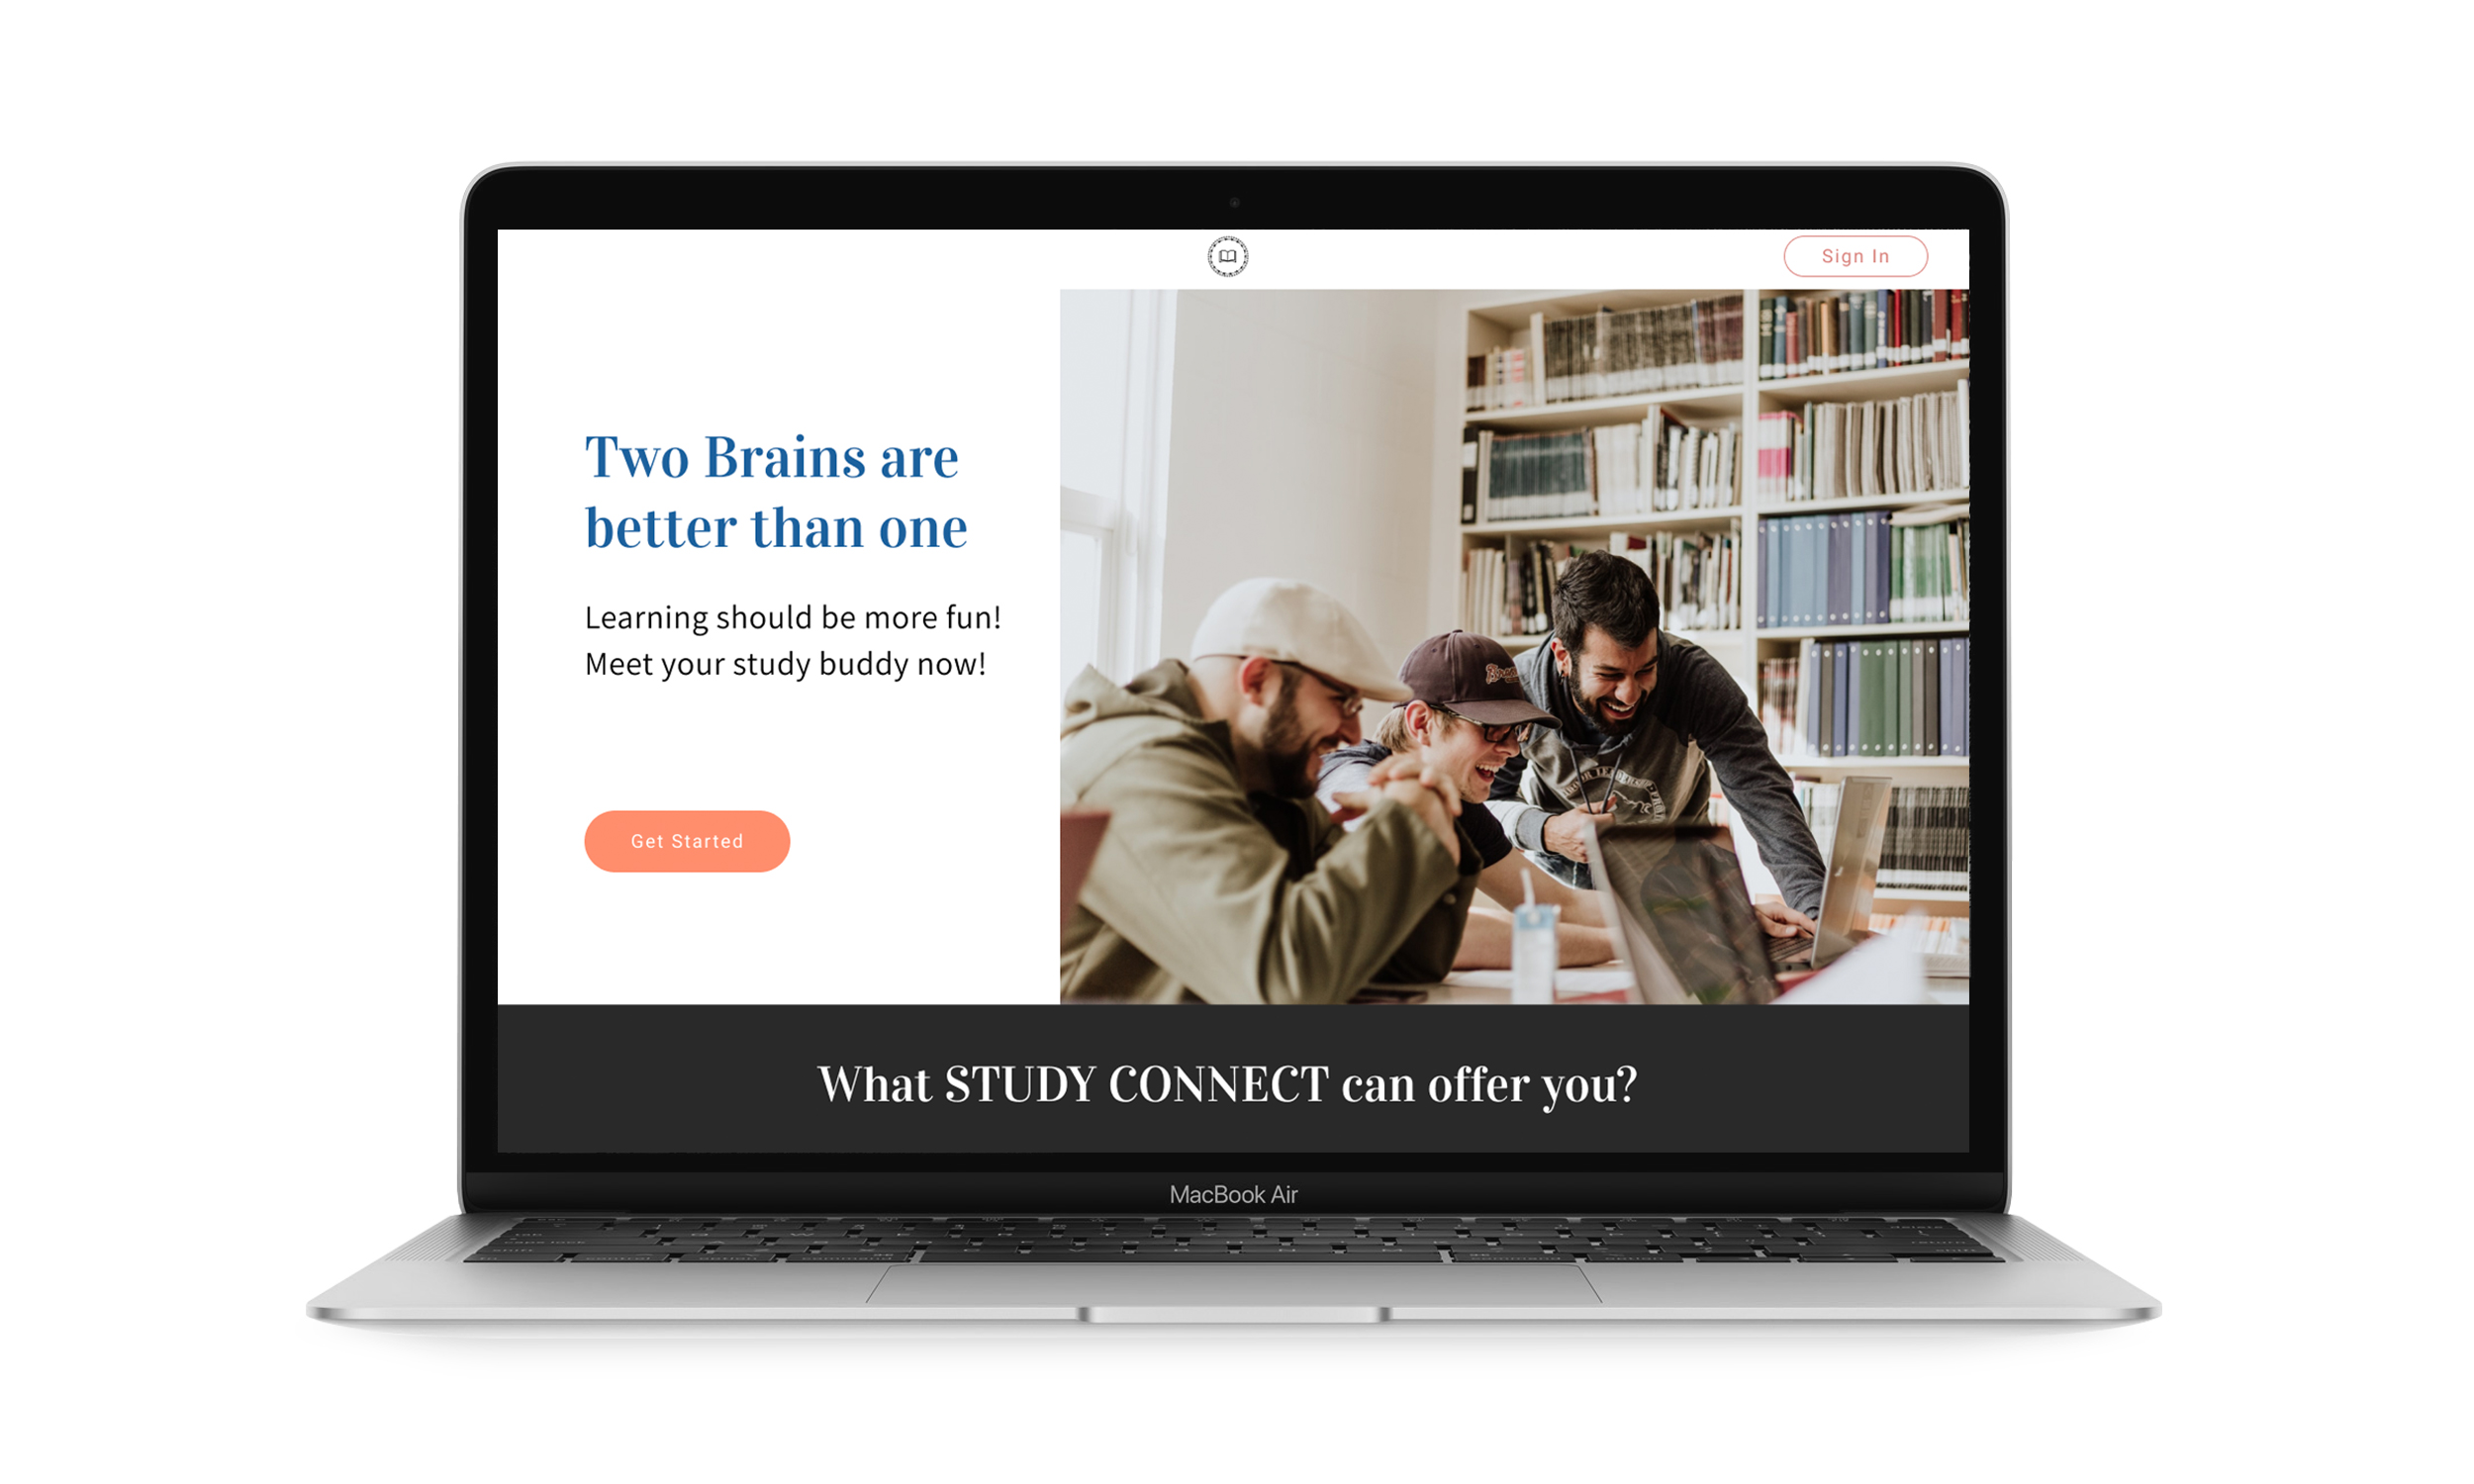 Sign In
Two Brains are
better than one
Learning should be more fun!
Meet your study buddy now!
Get Started
What STUDY CONNECT can offer you?
MacBook Air